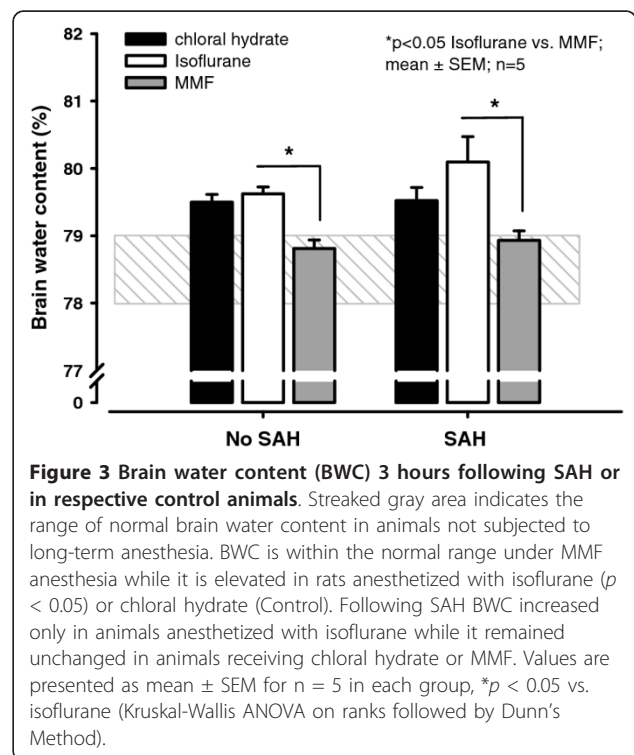 82
81
80
79
78
77
0
Brain water content (%)
chloral hydrate
Isoflurane
MMF
*p<0.05 Isoflurane vs. MMF;
mean ± SEM; n=5
*
*
No SAH
SAH
Figure 3 Brain water content (BWC) 3 hours following SAH or
in respective control animals. Streaked gray area indicates the
range of normal brain water content in animals not subjected to
long-term anesthesia. BWC is within the normal range under MMF
anesthesia while it is elevated in rats anesthetized with isoflurane (p
< 0.05) or chloral hydrate (Control). Following SAH BWC increased
only in animals anesthetized with isoflurane while it remained
unchanged in animals receiving chloral hydrate or MMF. Values are
presented as mean ± SEM for n = 5 in each group, *p < 0.05 vs.
isoflurane (Kruskal-Wallis ANOVA on ranks followed by Dunn's
Method).